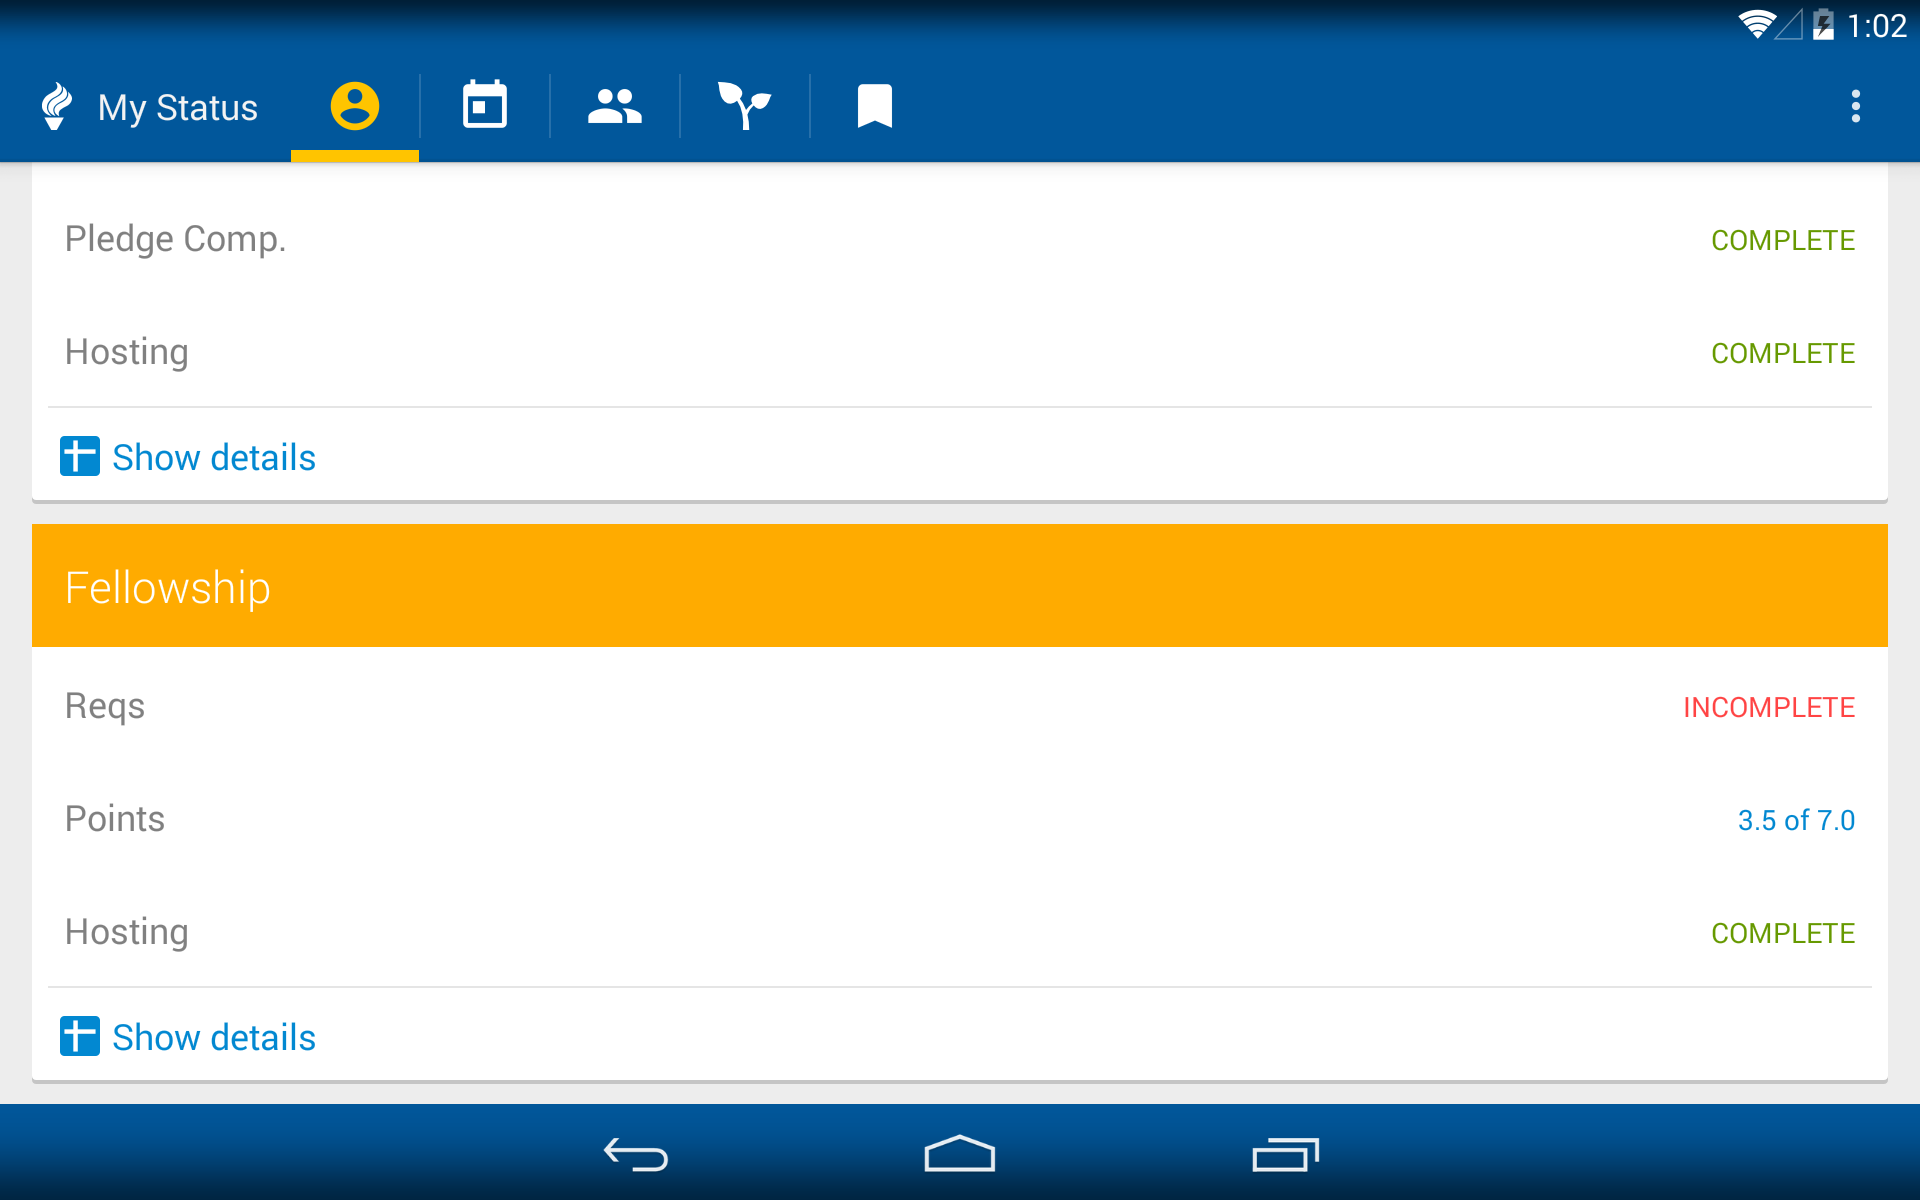 1:02
My Status
Pledge Comp. COMPLETE
Hosting COMPLETE
Show details
Fellowship
Reqs INCOMPLETE
Points 3.5 of 7.0
Hosting COMPLETE
Show details